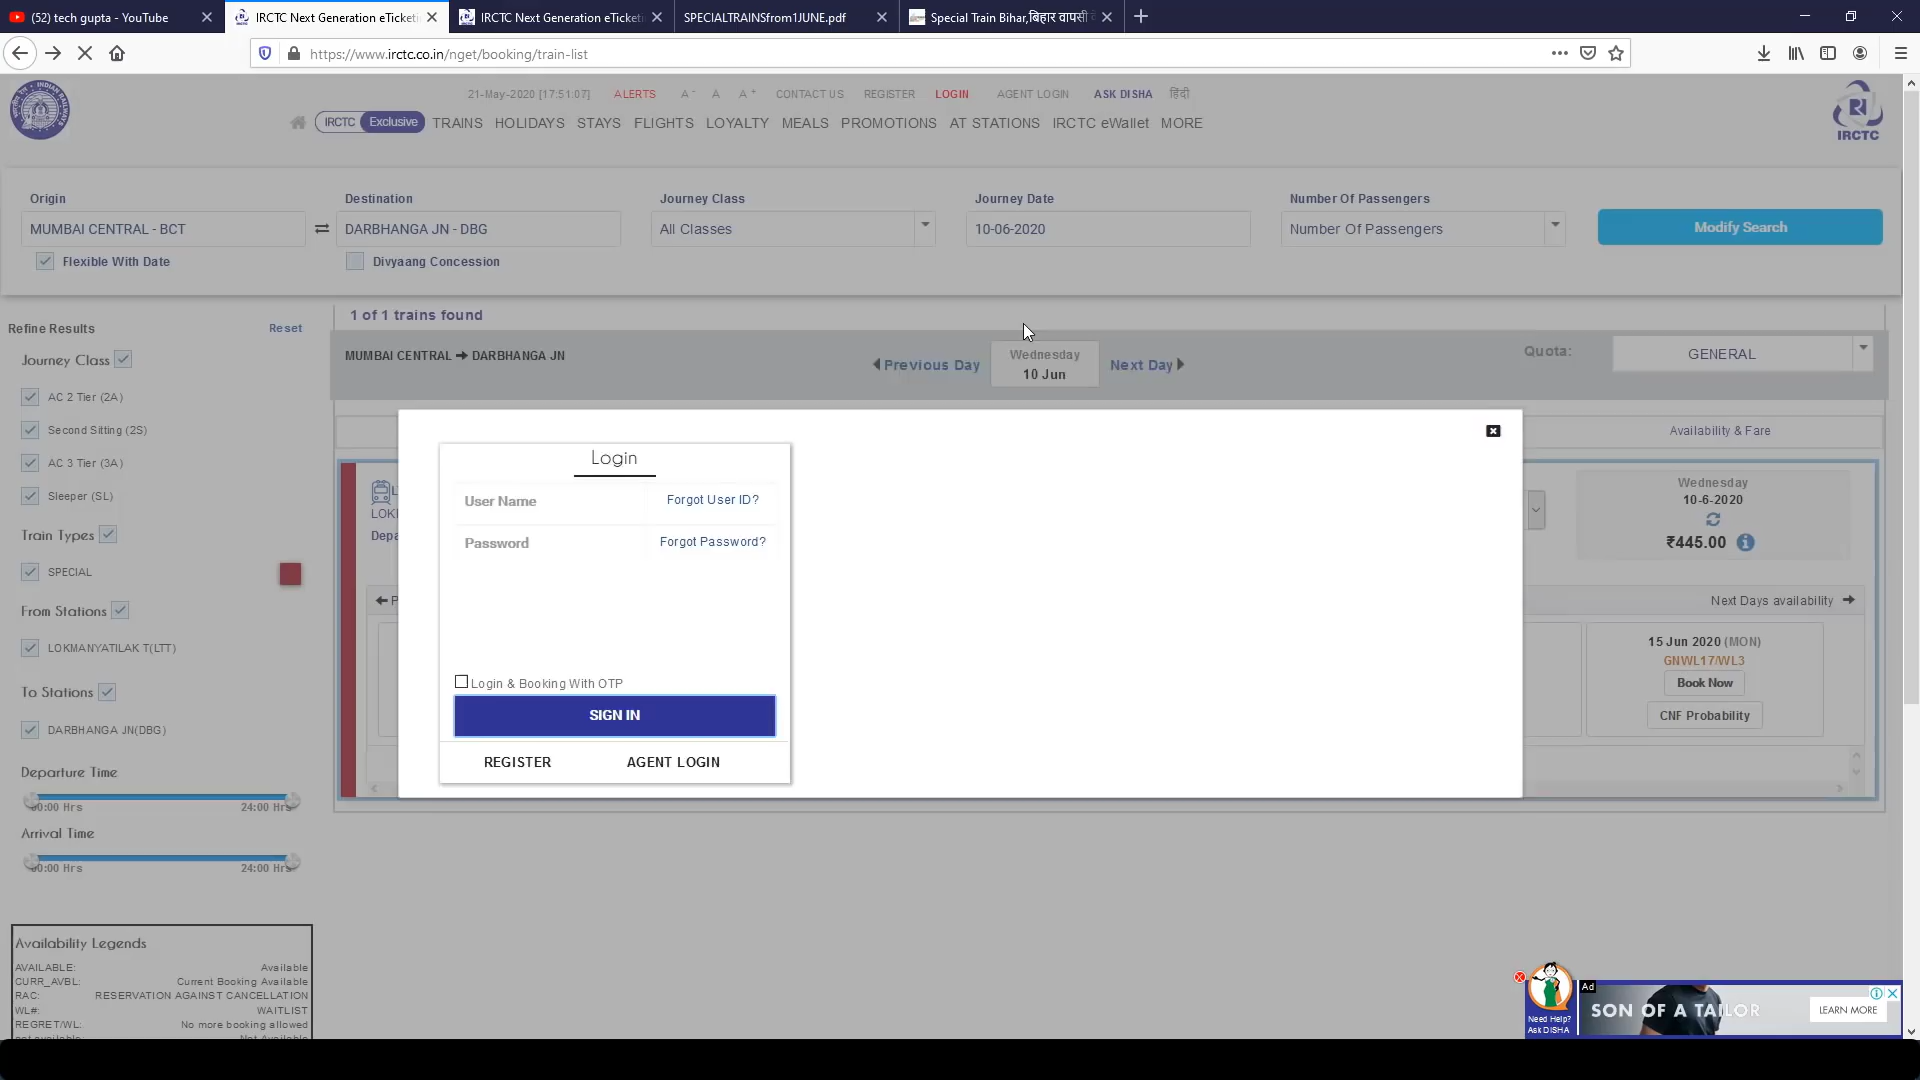 (52) tech gupta - YouTube
IRCTC Next Generation eTicketi
IRCTC Next Generation eTicketi
SPECIALTRAINSfrom1JUNE.pdf
Special Train Bihar,बिहार वापसी
https://www.irctc.co.in/nget/booking/train-list
21-May-2020 [17:51:07] ALERTS A- A A+ CONTACT US REGISTER LOGIN AGENT LOGIN ASK DISHA हिंदी
IRCTC Exclusive TRAINS HOLIDAYS STAYS FLIGHTS LOYALTY MEALS PROMOTIONS AT STATIONS IRCTC eWallet MORE
IRCTC
Origin Destination Journey Class Journey Date Number Of Passengers
MUMBAI CENTRAL - BCT DARBHANGA JN - DBG All Classes 10-06-2020 Number Of Passengers Modify Search
Flexible With Date Divyaang Concession
1 of 1 trains found
Refine Results Reset
MUMBAI CENTRAL → DARBHANGA JN
Previous Day Wednesday 10 Jun Next Day
Quota: GENERAL
Journey Class
AC 2 Tier (2A)
Second Sitting (2S)
AC 3 Tier (3A)
Sleeper (SL)
Train Types
SPECIAL
From Stations
LOKMANYATILAK T(LTT)
To Stations
DARBHANGA JN(DBG)
Departure Time
00:00 Hrs 24:00 Hrs
Arrival Time
00:00 Hrs 24:00 Hrs
Availability Legends
AVAILABLE: Available
CURR_AVBL: Current Booking Available
RAC: RESERVATION AGAINST CANCELLATION
WL#: WAITLIST
REGRET/WL: No more booking allowed
Login
User Name Forgot User ID?
Password Forgot Password?
Login & Booking With OTP
SIGN IN
REGISTER AGENT LOGIN
L
LOK
Depa
P
Availability & Fare
Wednesday
10-6-2020
₹445.00
Next Days availability
15 Jun 2020 (MON)
GNWL17/WL3
Book Now
CNF Probability
Need Help?
Ask DISHA
Ad
SON OF A TAILOR
LEARN MORE